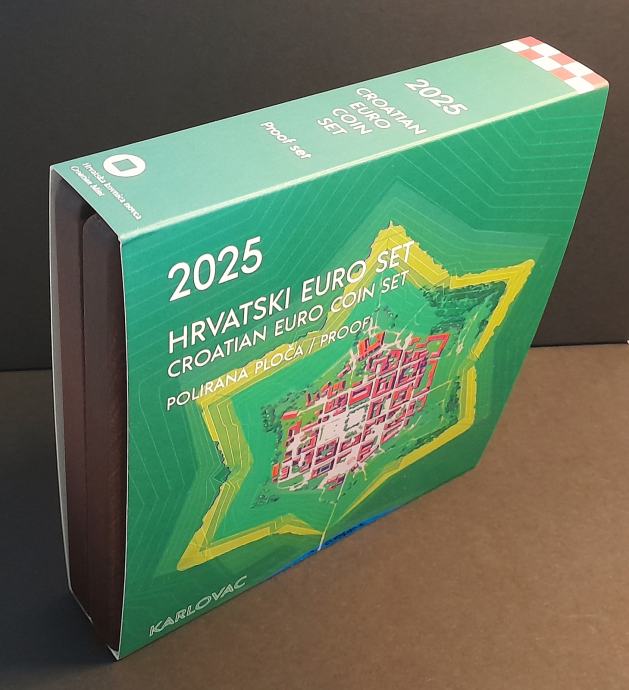 2025
CROATIAN
EURO
COIN
SET
Proof set
Hrvatska kovnica novca
Croatian Mint
2025
HRVATSKI EURO SET
CROATIAN EURO COIN SET
POLIRANA PLOČA / PROOF
KARLOVAC